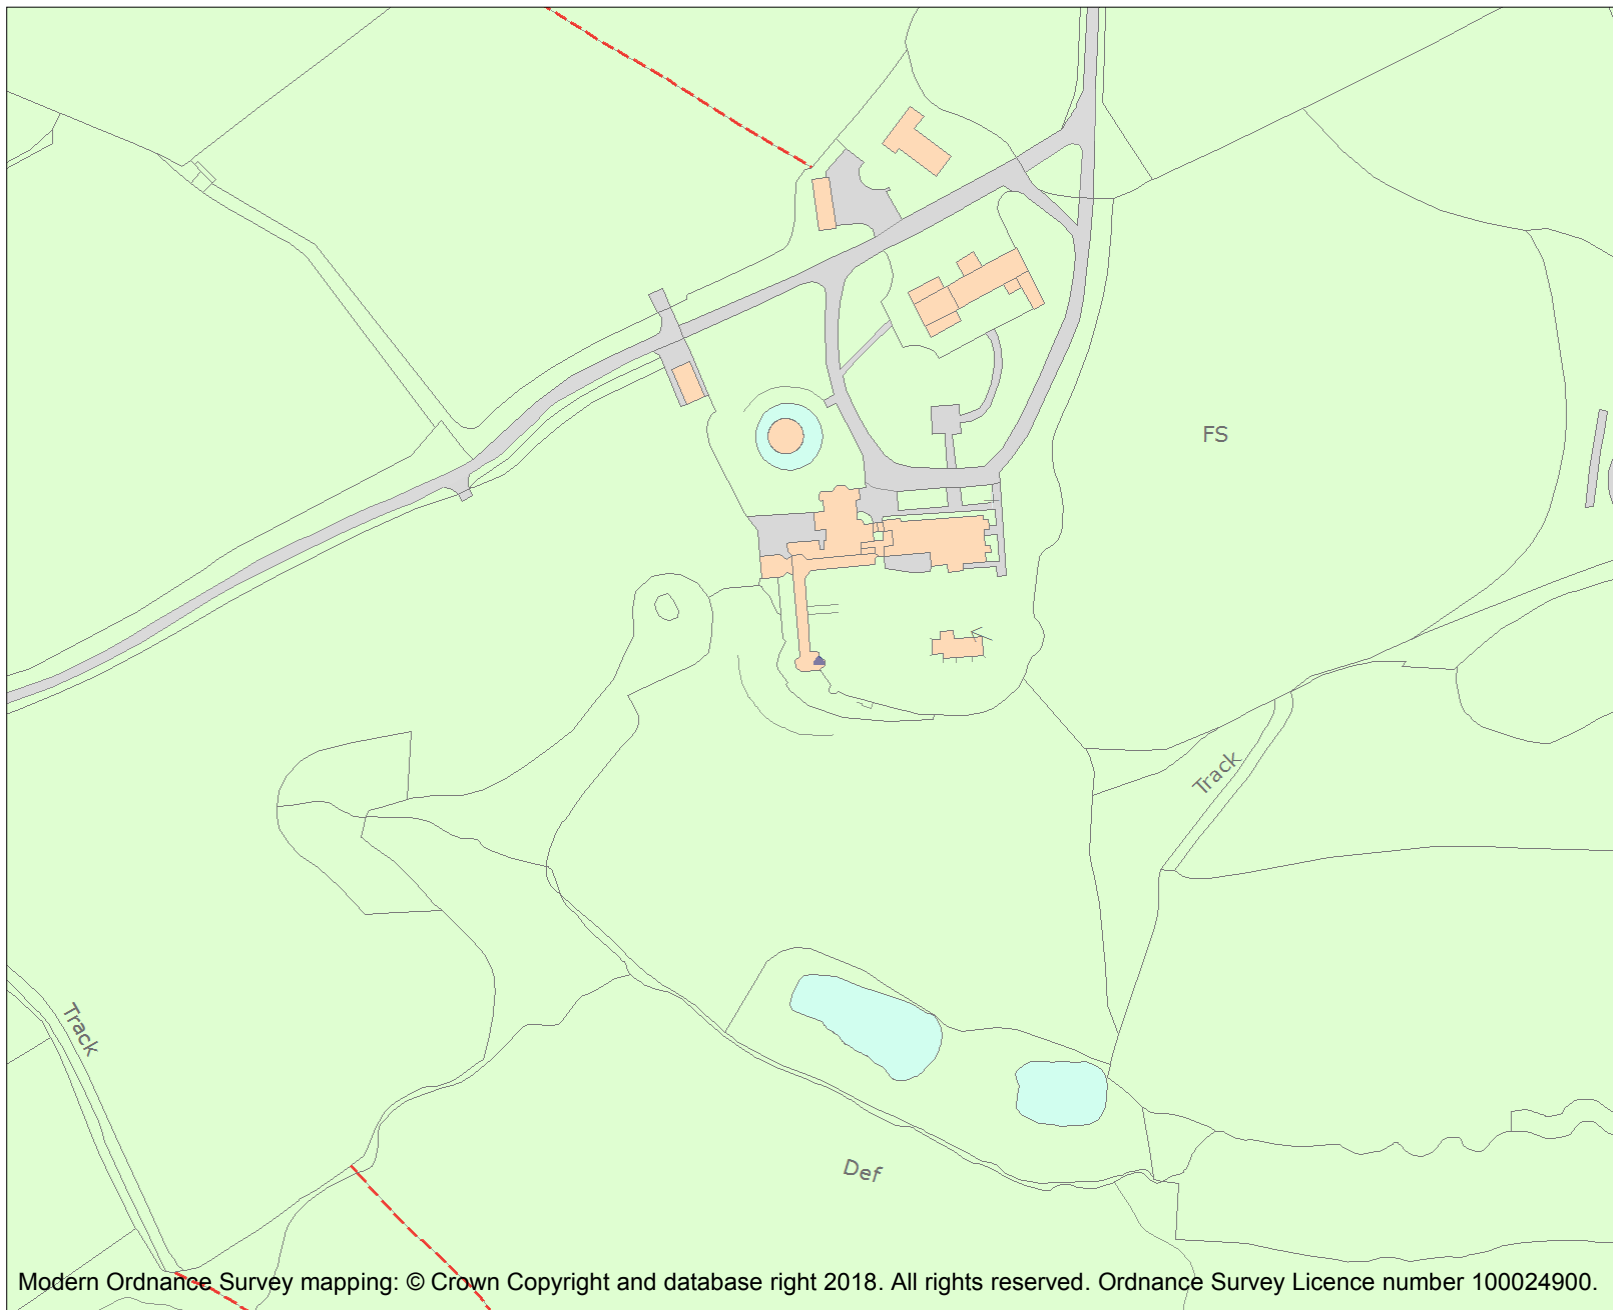 FS
Track
Track
Def
Modern Ordnance Survey mapping: © Crown Copyright and database right 2018. All rights reserved. Ordnance Survey Licence number 100024900.